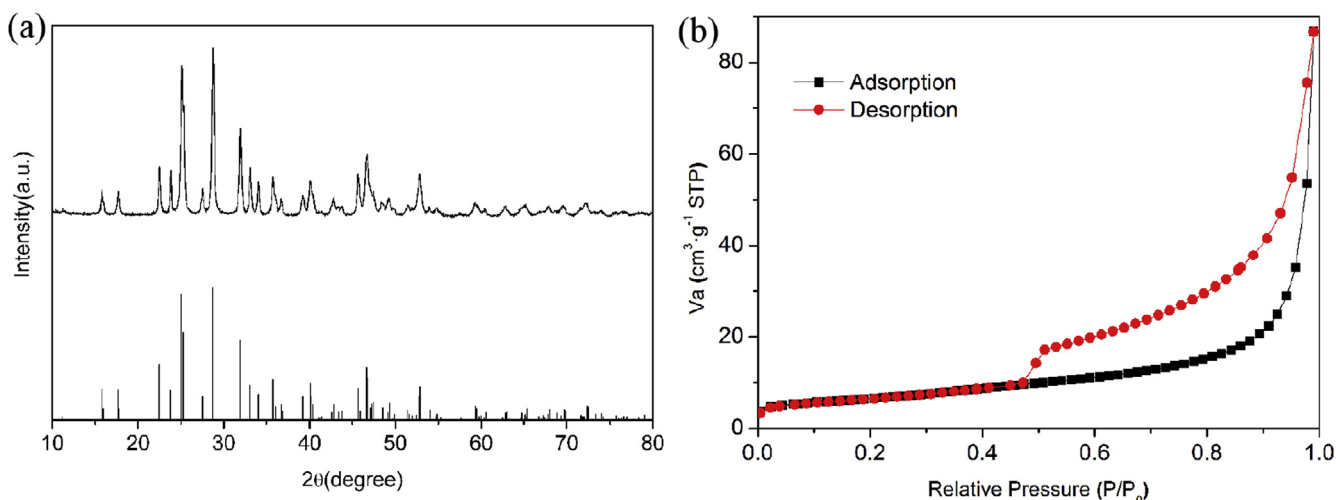 (a)
Intensity(a.u.)
10 20 30 40 50 60 70 80
2θ(degree)
(b)
Adsorption
Desorption
Va (cm³·g⁻¹ STP)
80
60
40
20
0
0.0 0.2 0.4 0.6 0.8 1.0
Relative Pressure (P/P₀)